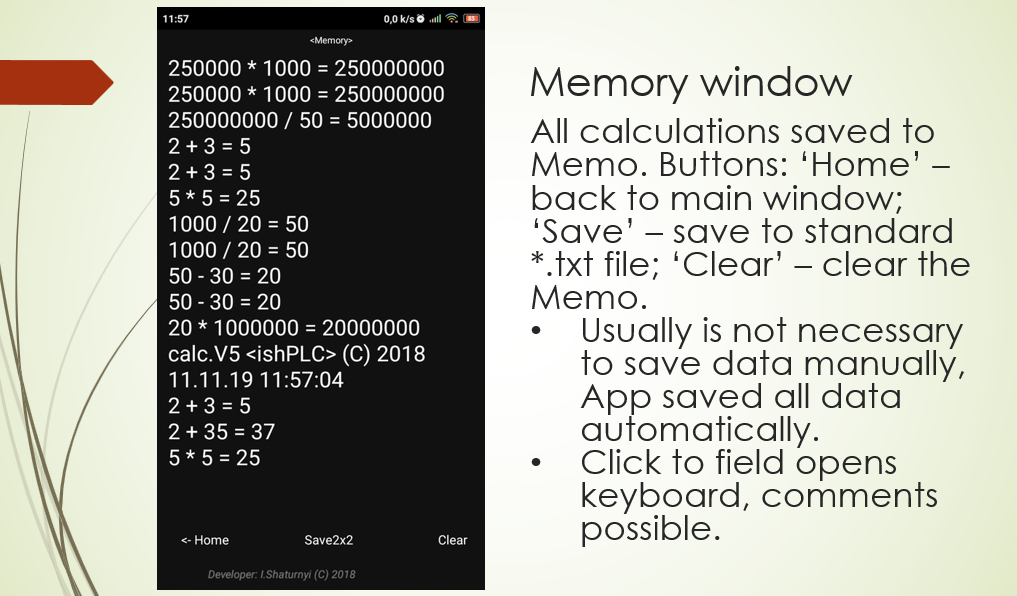 11:57
0,0 k/s
83
<Memory>
250000 * 1000 = 250000000
250000 * 1000 = 250000000
250000000 / 50 = 5000000
2 + 3 = 5
2 + 3 = 5
5 * 5 = 25
1000 / 20 = 50
1000 / 20 = 50
50 - 30 = 20
50 - 30 = 20
20 * 1000000 = 20000000
calc.V5 <ishPLC> (C) 2018
11.11.19 11:57:04
2 + 3 = 5
2 + 35 = 37
5 * 5 = 25
<- Home
Save2x2
Clear
Developer: I.Shaturnyi (C) 2018
Memory window
All calculations saved to
Memo. Buttons: ‘Home’ –
back to main window;
‘Save’ – save to standard
*.txt file; ‘Clear’ – clear the
Memo.
• Usually is not necessary
to save data manually,
App saved all data
automatically.
• Click to field opens
keyboard, comments
possible.